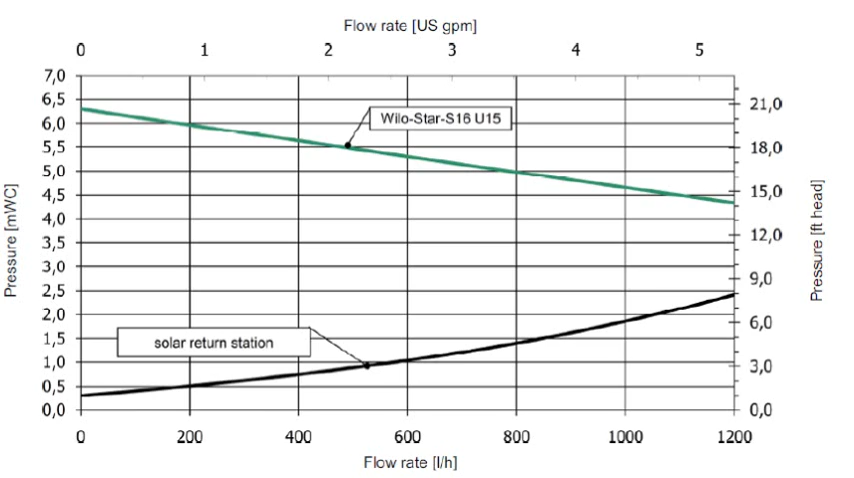 Flow rate [US gpm]
0 1 2 3 4 5
7,0
6,5
6,0
5,5
5,0
4,5
4,0
3,5
3,0
2,5
2,0
1,5
1,0
0,5
0,0
Pressure [mWC]
Wilo-Star-S16 U15
solar return station
21,0
18,0
15,0
12,0
9,0
6,0
3,0
0,0
Pressure [ft head]
0 200 400 600 800 1000 1200
Flow rate [l/h]